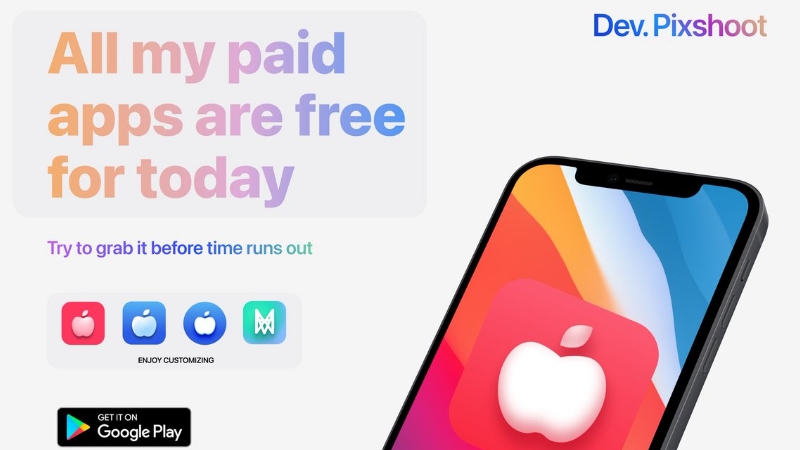 Dev. Pixshoot
All my paid
apps are free
for today
Try to grab it before time runs out
ENJOY CUSTOMIZING
GET IT ON
Google Play